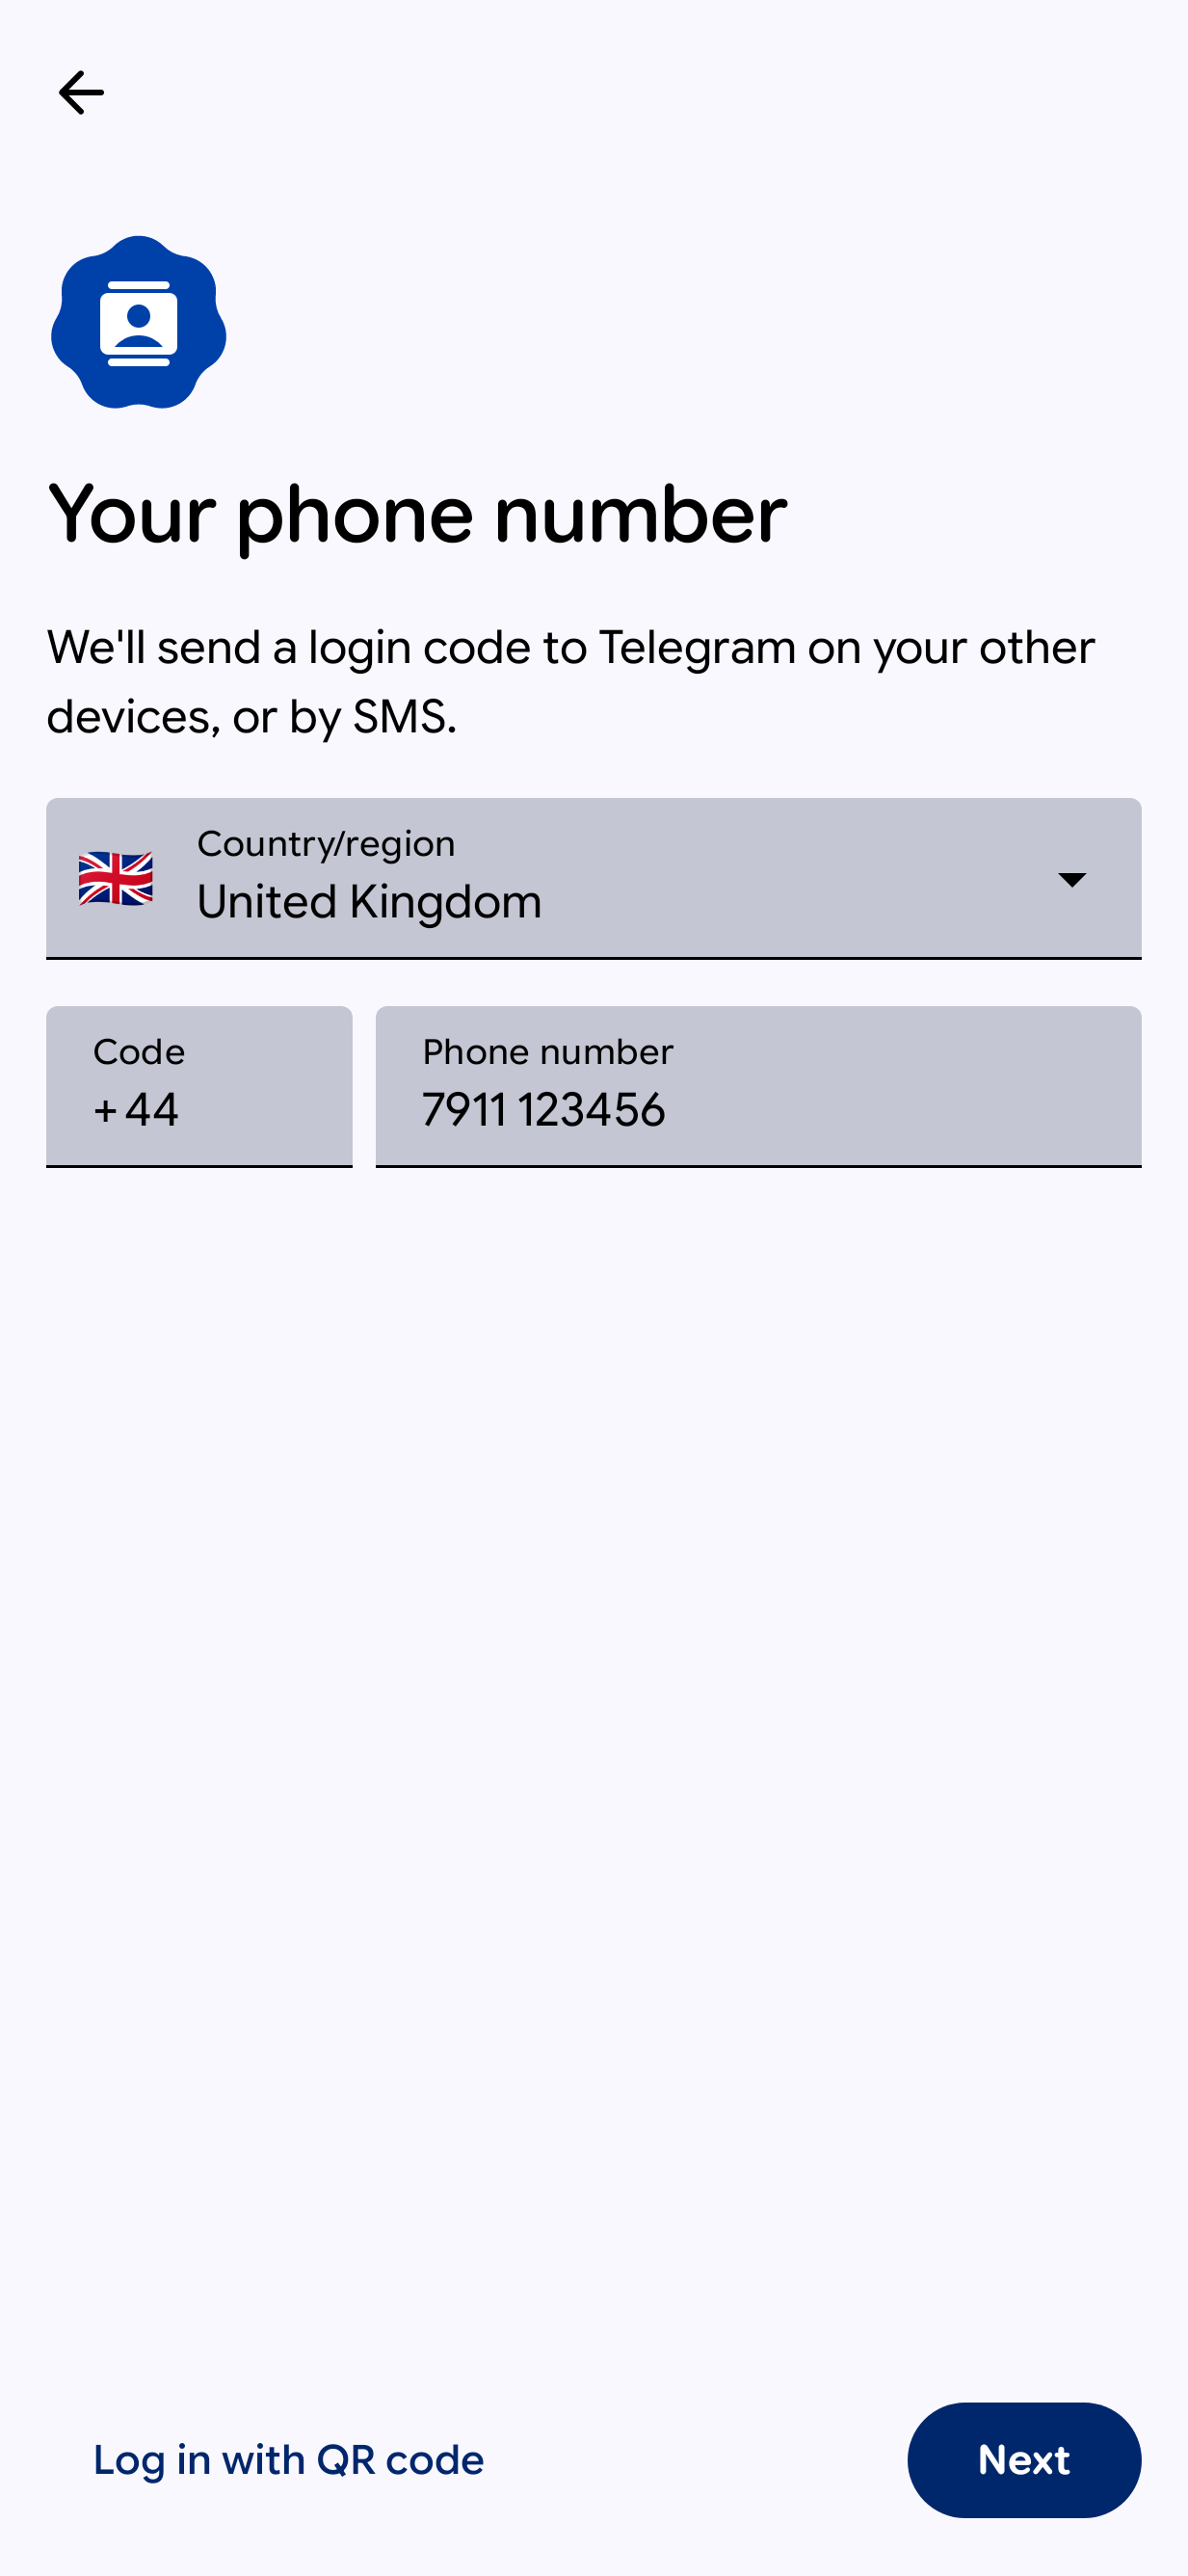 Your phone number
We'll send a login code to Telegram on your other
devices, or by SMS.
Country/region
United Kingdom
Code
+44
Phone number
7911 123456
Log in with QR code
Next